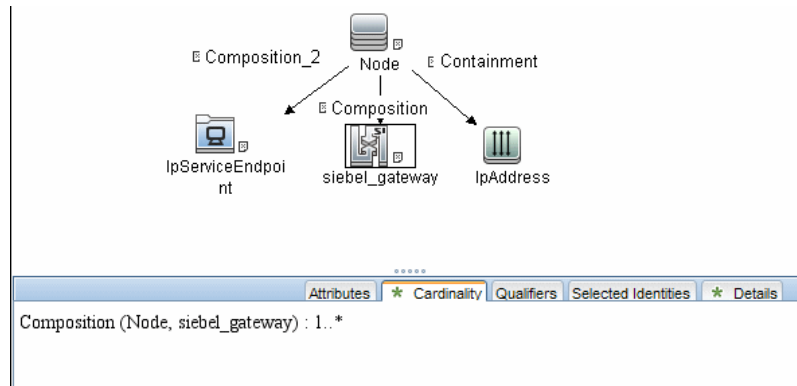 Composition_2
Node
Containment
Composition
IpServiceEndpoi
nt
siebel_gateway
IpAddress
Attributes
* Cardinality
Qualifiers
Selected Identities
* Details
Composition (Node, siebel_gateway) : 1..*